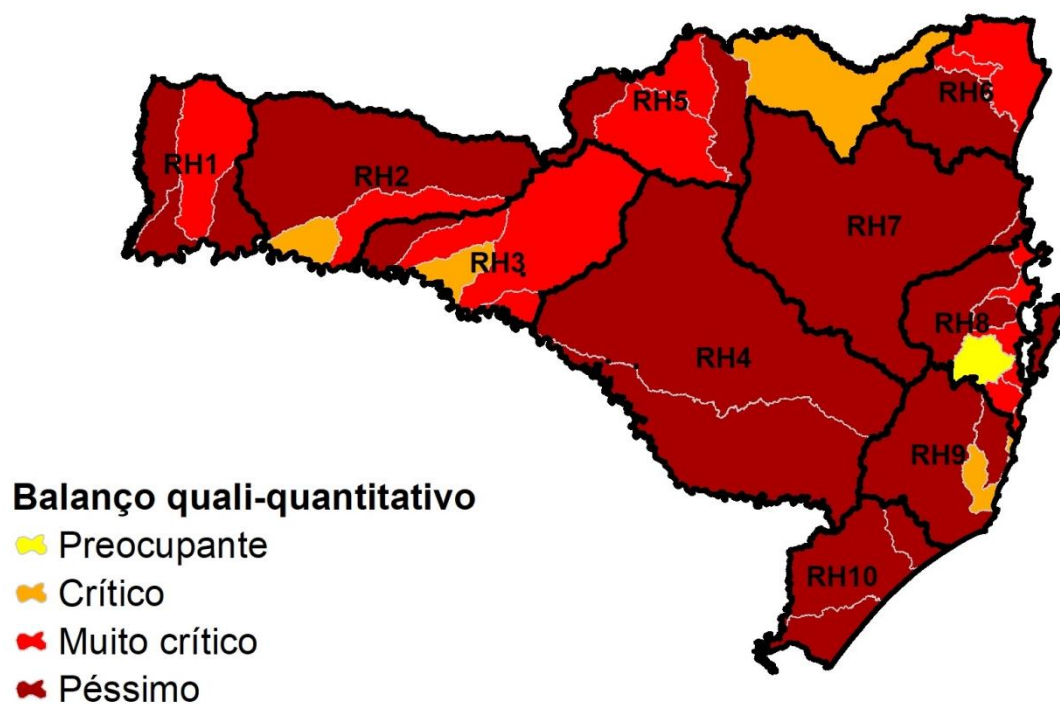 RH5
RH6
RH1
RH2
RH7
RH3
RH8
RH4
RH9
RH10
Balanço quali-quantitativo
Preocupante
Crítico
Muito crítico
Péssimo